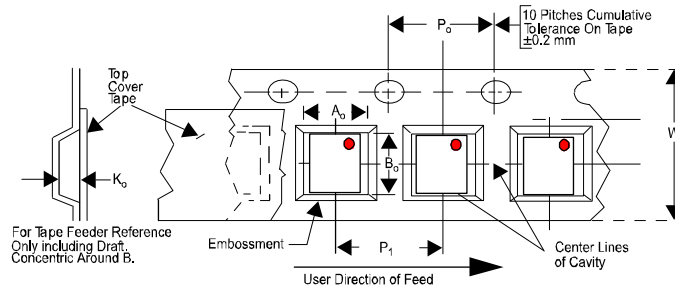 10 Pitches Cumulative
Tolerance On Tape
±0.2 mm
Po
Top
Cover
Tape
Ao
W
Bo
Ko
For Tape Feeder Reference
Only including Draft.
Concentric Around B.
Embossment
P1
Center Lines
of Cavity
User Direction of Feed